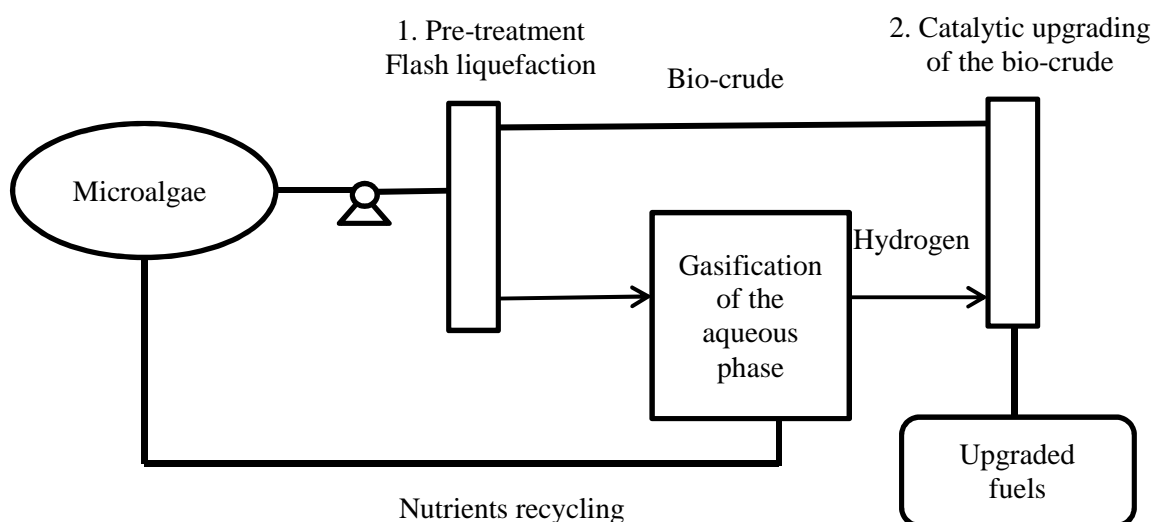 1. Pre-treatment
Flash liquefaction
2. Catalytic upgrading
of the bio-crude
Bio-crude
Microalgae
Gasification
of the
aqueous
phase
Hydrogen
Upgraded
fuels
Nutrients recycling